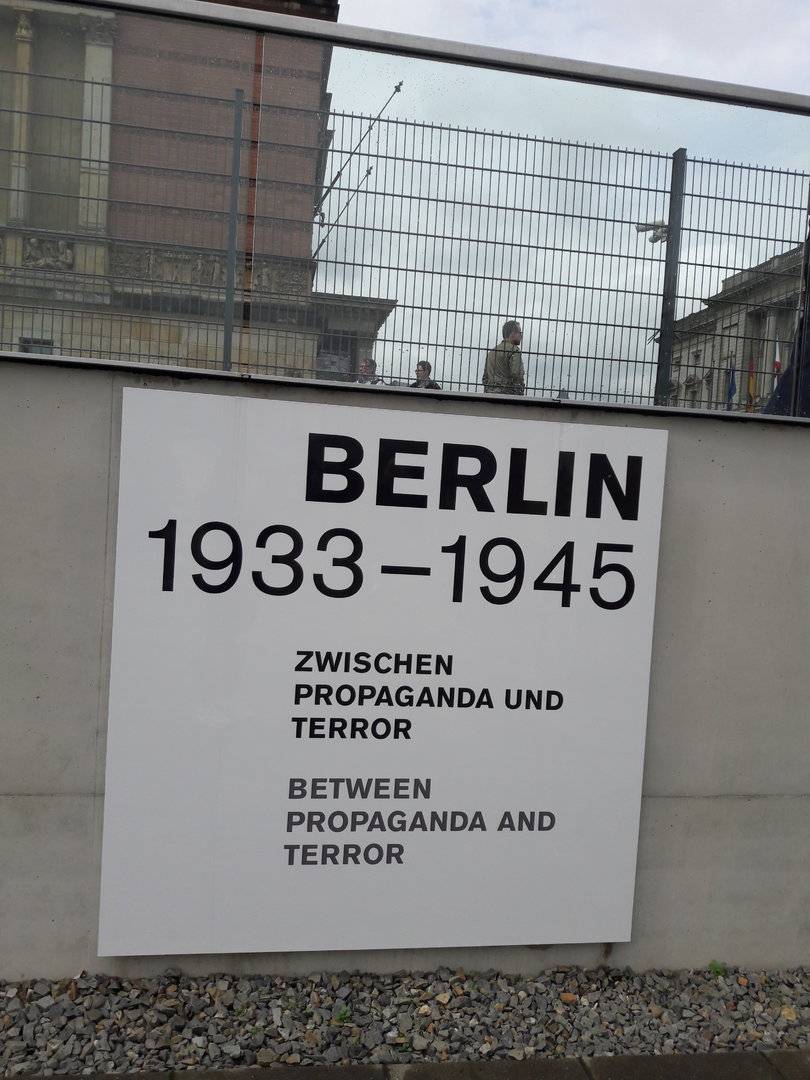 BERLIN
1933–1945
ZWISCHEN
PROPAGANDA UND
TERROR
BETWEEN
PROPAGANDA AND
TERROR